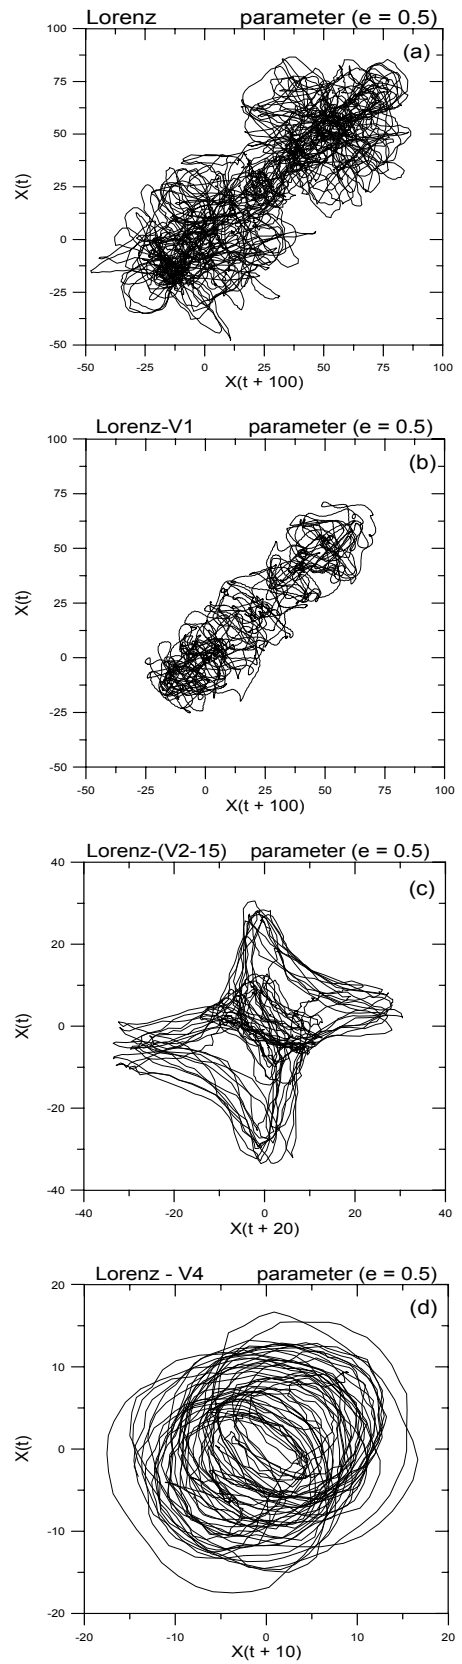 Lorenz parameter (e = 0.5)
(a)
100
75
50
25
0
-25
-50
X(t)
-50 -25 0 25 50 75 100
X(t + 100)
Lorenz-V1 parameter (e = 0.5)
(b)
100
75
50
25
0
-25
-50
X(t)
-50 -25 0 25 50 75 100
X(t + 100)
Lorenz-(V2-15) parameter (e = 0.5)
(c)
40
20
0
-20
-40
X(t)
-40 -20 0 20 40
X(t + 20)
Lorenz - V4 parameter (e = 0.5)
(d)
20
10
0
-10
-20
X(t)
-20 -10 0 10 20
X(t + 10)